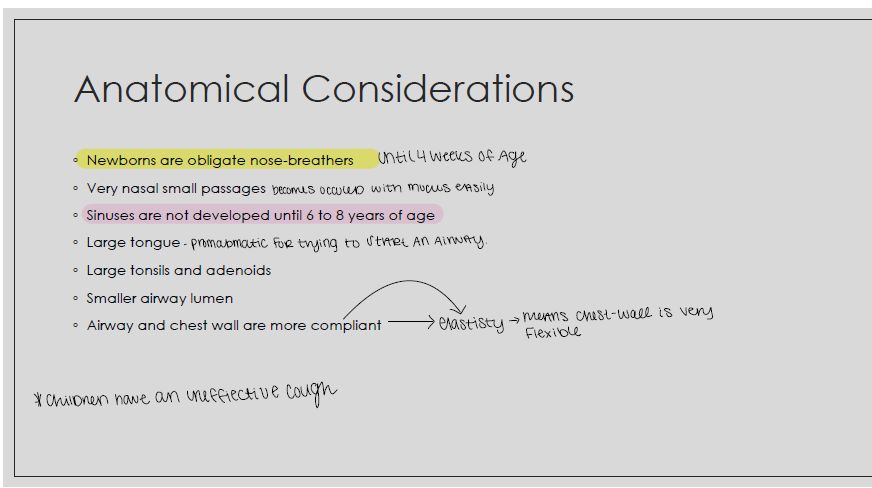 Anatomical Considerations
◦ Newborns are obligate nose-breathers until 4 weeks of Age
◦ Very nasal small passages becomes occuled with mucus easily
◦ Sinuses are not developed until 6 to 8 years of age
◦ Large tongue - promabmatic for trying to start an airway.
◦ Large tonsils and adenoids
◦ Smaller airway lumen
◦ Airway and chest wall are more compliant → elastisty → means chest-wall is very
flexible
* children have an ineffective cough